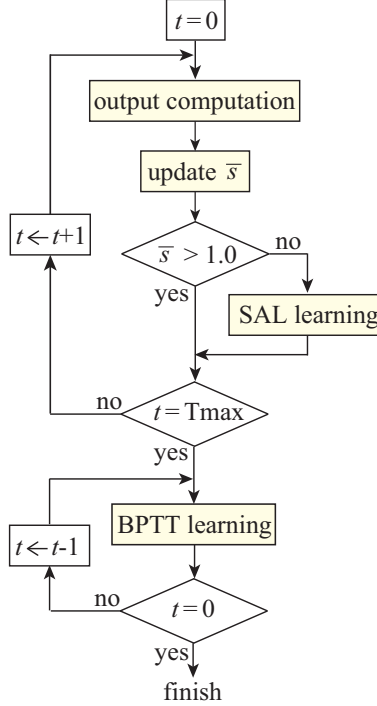 t=0
output computation
update s̅
s̅ > 1.0
no
yes
t←t+1
SAL learning
t=Tmax
no
yes
BPTT learning
t←t-1
t=0
no
yes
finish